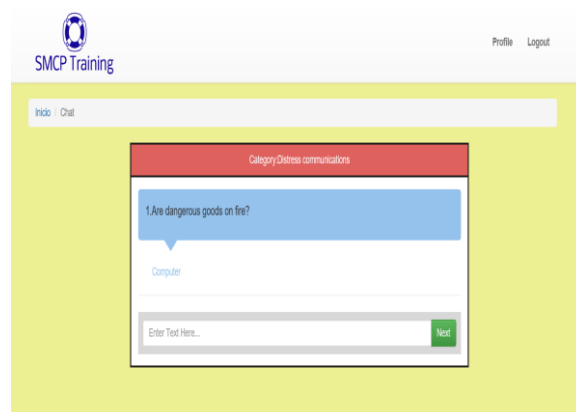 SMCP Training
Profile Logout
Inicio / Chat
Category:Distress communications
1.Are dangerous goods on fire?
Computer
Enter Text Here...
Next